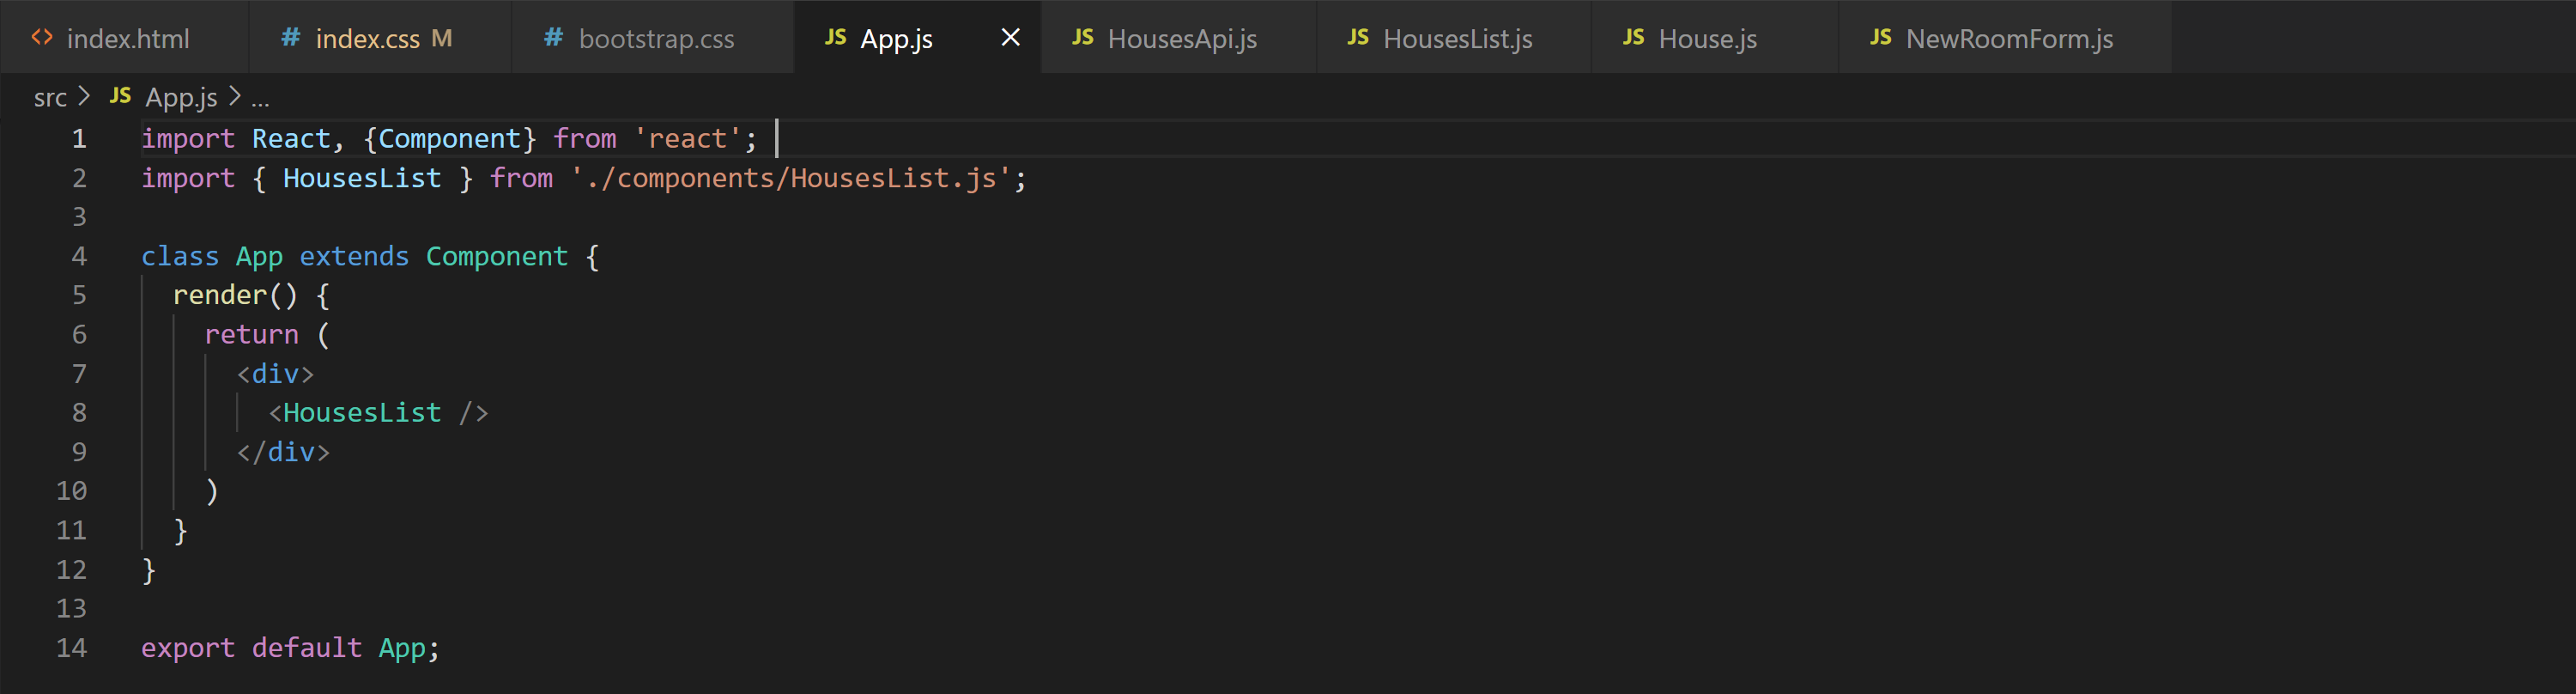 <> index.html # index.css M # bootstrap.css JS App.js × JS HousesApi.js JS HousesList.js JS House.js JS NewRoomForm.js
src > JS App.js > ...
1 import React, {Component} from 'react';
2 import { HousesList } from './components/HousesList.js';
3
4 class App extends Component {
5   render() {
6     return (
7       <div>
8         <HousesList />
9       </div>
10     )
11   }
12 }
13
14 export default App;